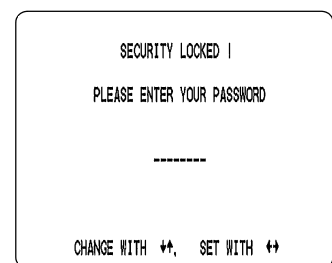 SECURITY LOCKED !
PLEASE ENTER YOUR PASSWORD
--------
CHANGE WITH ↓↑, SET WITH ←→